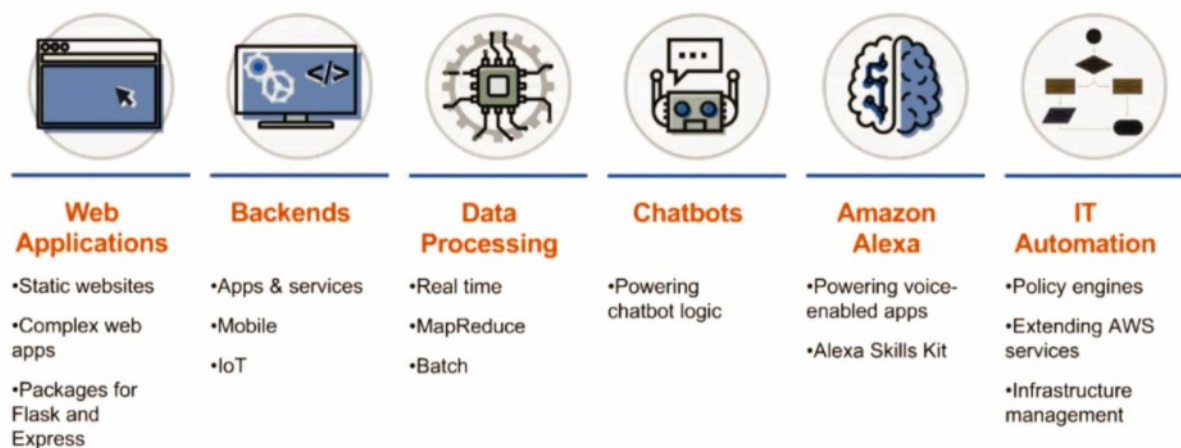 </>
Web
Applications
•Static websites
•Complex web
apps
•Packages for
Flask and
Express
Backends
•Apps & services
•Mobile
•IoT
Data
Processing
•Real time
•MapReduce
•Batch
Chatbots
•Powering
chatbot logic
Amazon
Alexa
•Powering voice-
enabled apps
•Alexa Skills Kit
IT
Automation
•Policy engines
•Extending AWS
services
•Infrastructure
management